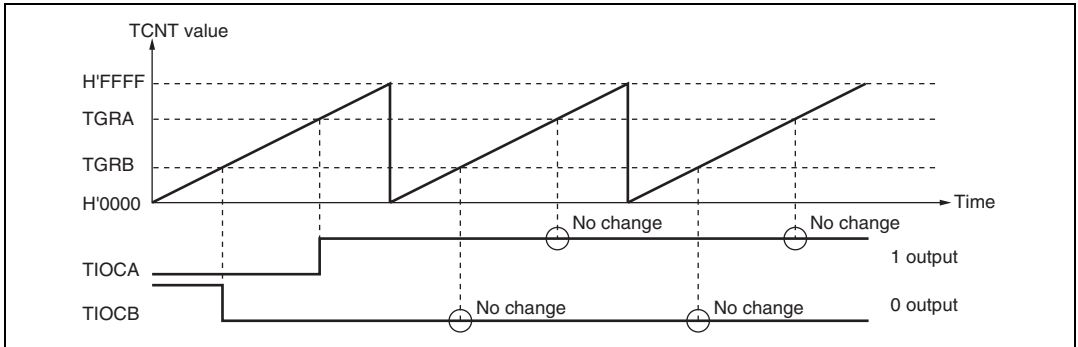 TCNT value
H'FFFF
TGRA
TGRB
H'0000
Time
No change
No change
1 output
TIOCA
No change
No change
0 output
TIOCB